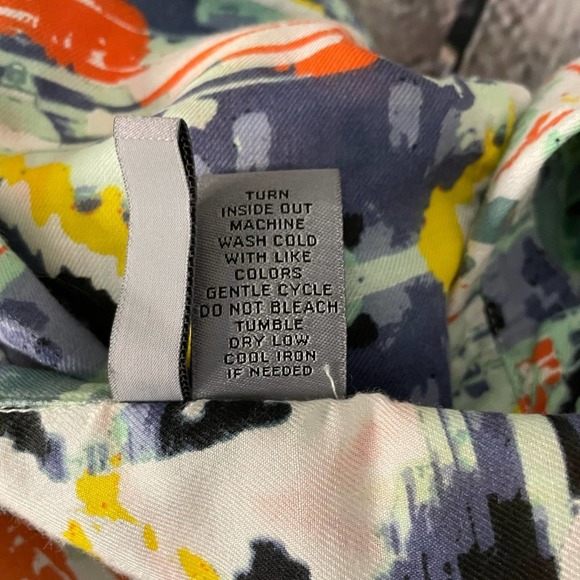 TURN
INSIDE OUT
MACHINE
WASH COLD
WITH LIKE
COLORS
GENTLE CYCLE
DO NOT BLEACH
TUMBLE
DRY LOW
COOL IRON
IF NEEDED